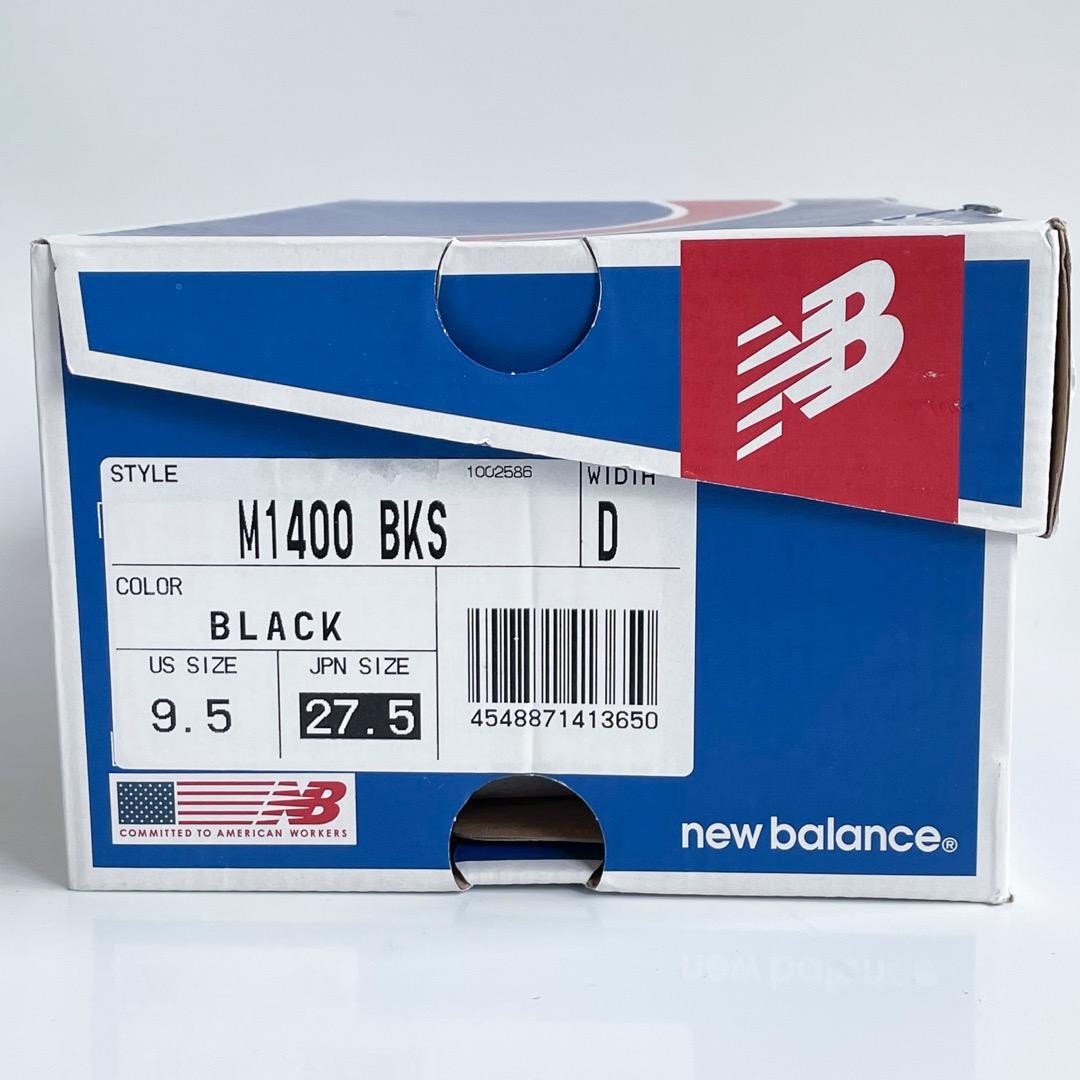 NB
STYLE 1002586 WIDTH
M1400 BKS D
COLOR
BLACK
US SIZE JPN SIZE
9.5 27.5
4548871413650
NB
COMMITTED TO AMERICAN WORKERS
new balance®